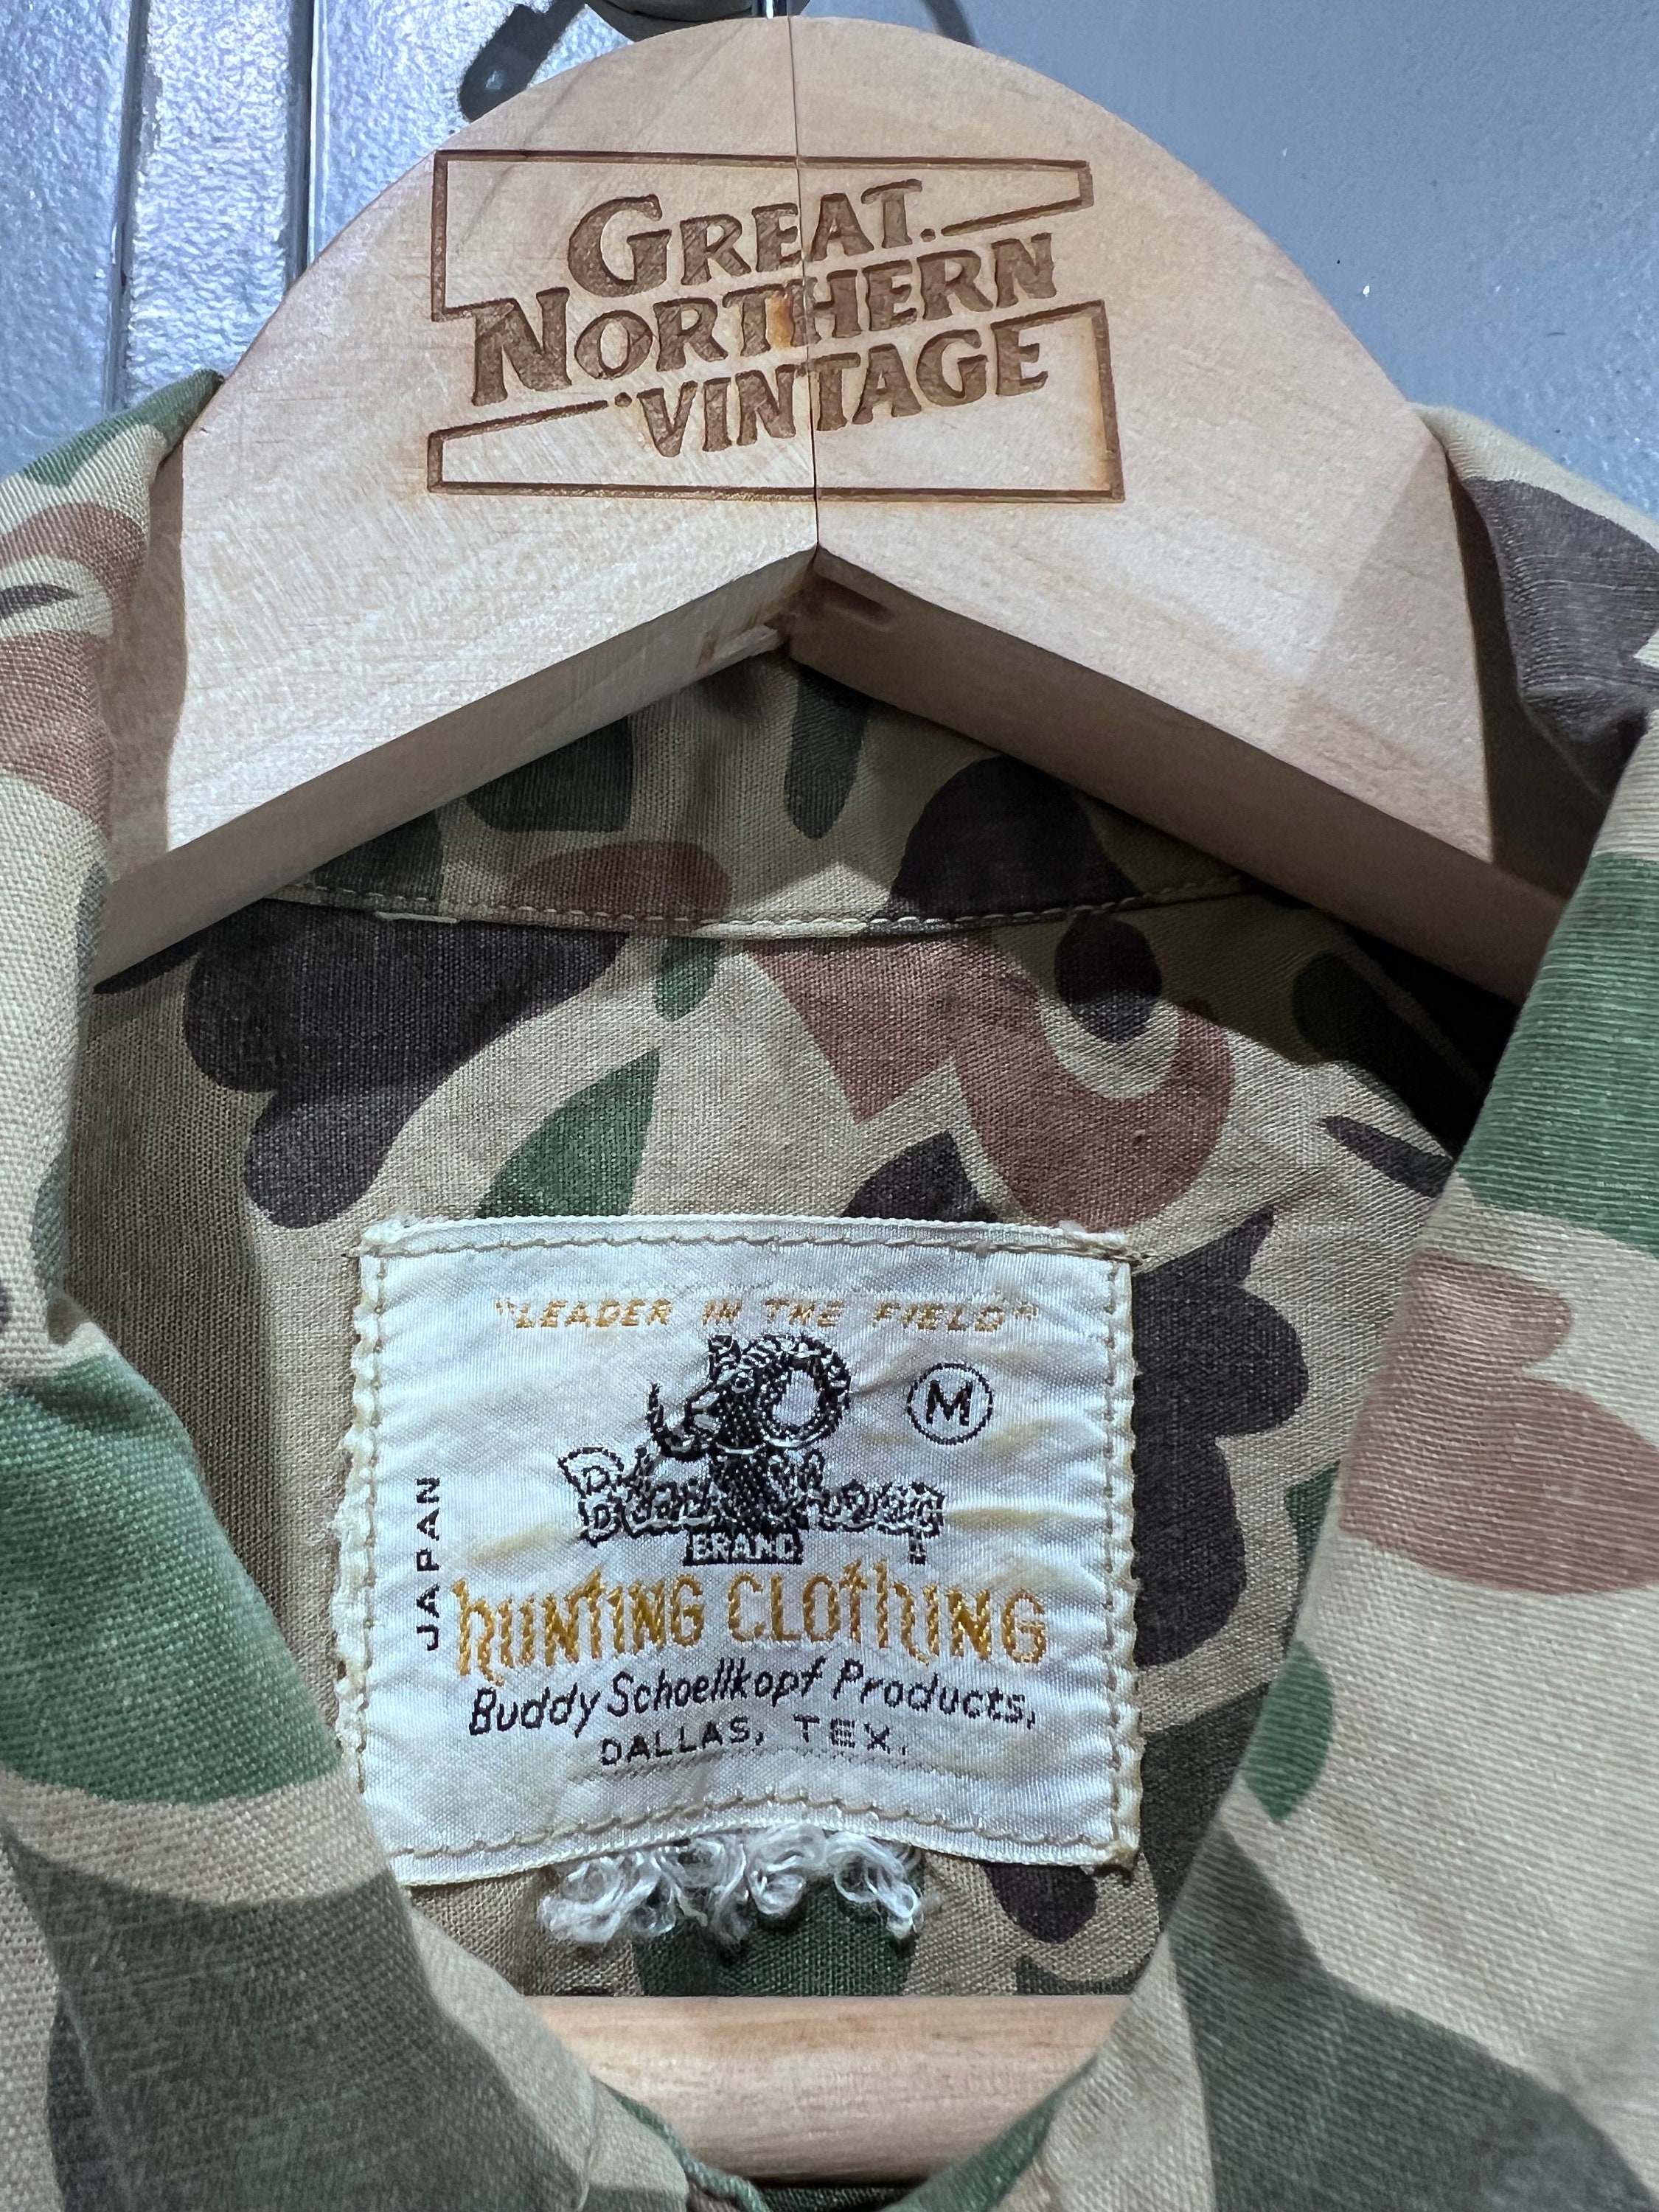 GREAT
NORTHERN
VINTAGE
"LEADER IN THE FIELD"
M
BRAND
JAPAN
HUNTING CLOTHING
Buddy Schoellkopf Products,
DALLAS, TEX.